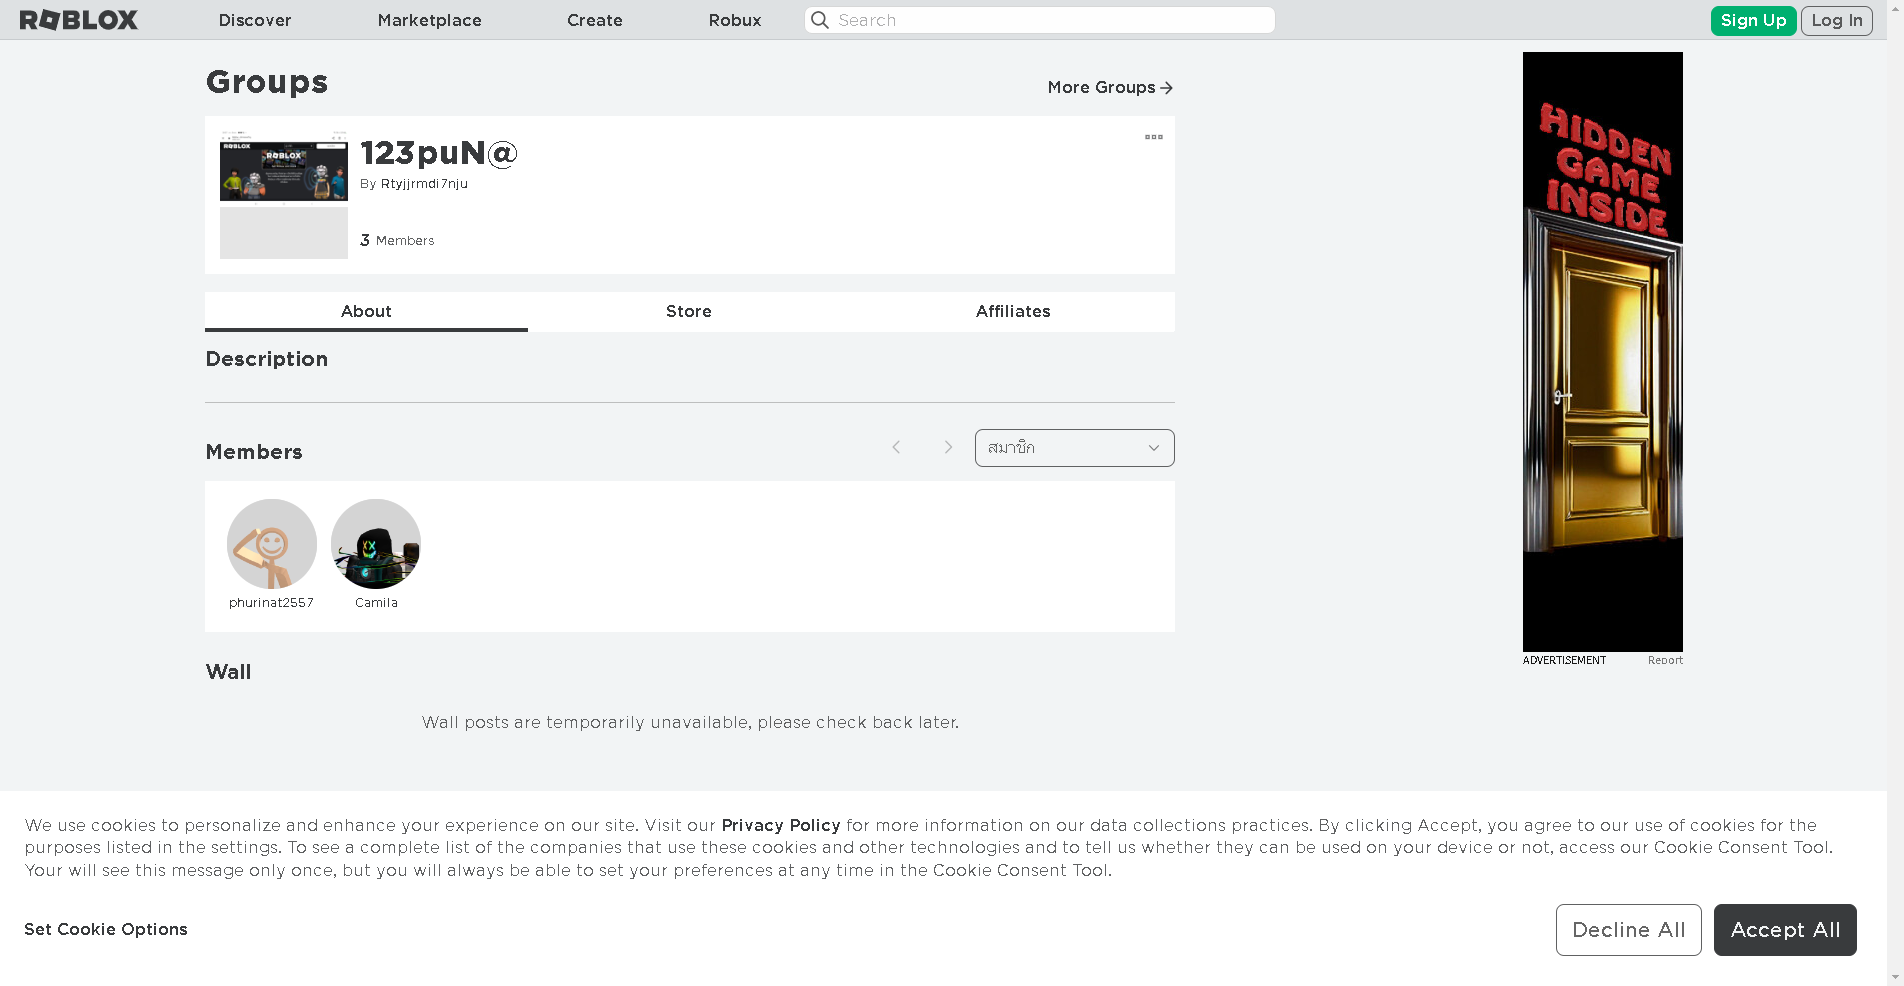 ROBLOX
Discover
Marketplace
Create
Robux
Search
Sign Up
Log In
Groups
More Groups
ROBLOX
ROBLOX
123puN@
By Rtyjjrmdi7nju
3 Members
About
Store
Affiliates
Description
Members
สมาชิก
phurinat2557
Camila
Wall
Wall posts are temporarily unavailable, please check back later.
HIDDEN
GAME
INSIDE
ADVERTISEMENT
Report
We use cookies to personalize and enhance your experience on our site. Visit our Privacy Policy for more information on our data collections practices. By clicking Accept, you agree to our use of cookies for the
purposes listed in the settings. To see a complete list of the companies that use these cookies and other technologies and to tell us whether they can be used on your device or not, access our Cookie Consent Tool.
Your will see this message only once, but you will always be able to set your preferences at any time in the Cookie Consent Tool.
Set Cookie Options
Decline All
Accept All